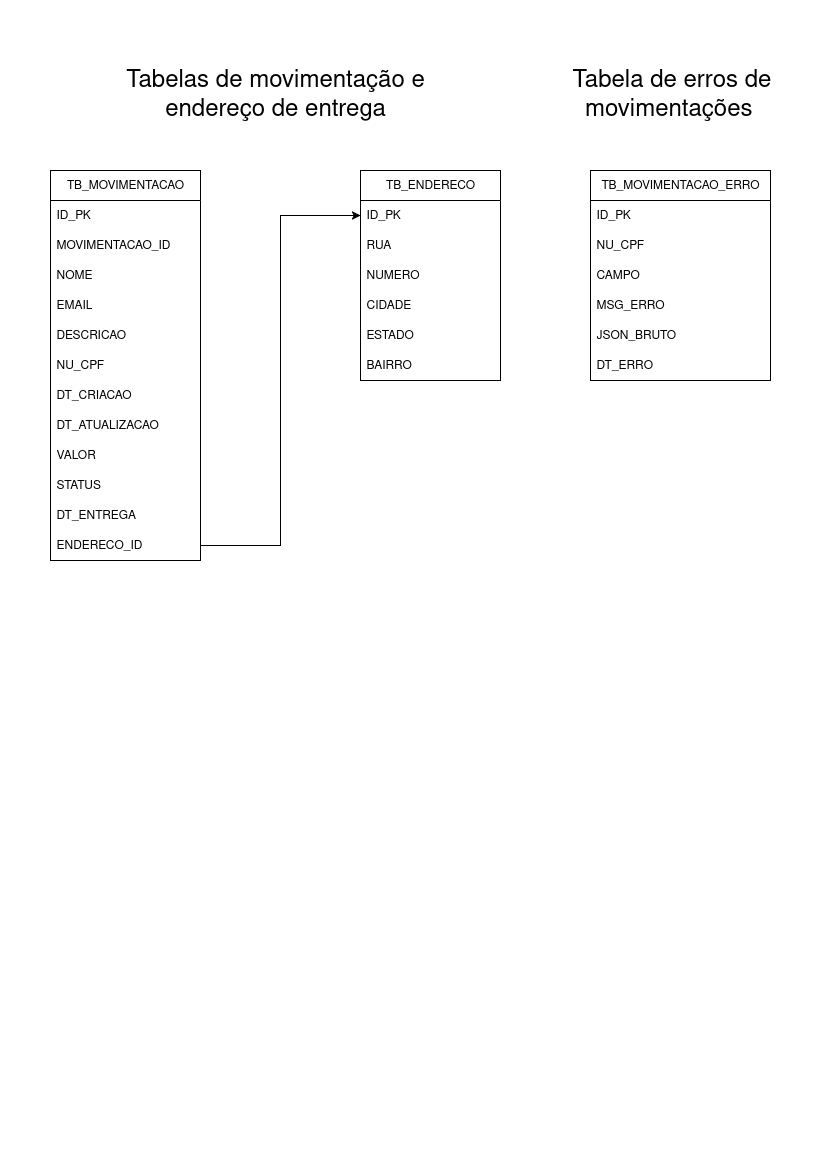 Tabelas de movimentação e
endereço de entrega
Tabela de erros de
movimentações
TB_MOVIMENTACAO
ID_PK
MOVIMENTACAO_ID
NOME
EMAIL
DESCRICAO
NU_CPF
DT_CRIACAO
DT_ATUALIZACAO
VALOR
STATUS
DT_ENTREGA
ENDERECO_ID
TB_ENDERECO
ID_PK
RUA
NUMERO
CIDADE
ESTADO
BAIRRO
TB_MOVIMENTACAO_ERRO
ID_PK
NU_CPF
CAMPO
MSG_ERRO
JSON_BRUTO
DT_ERRO